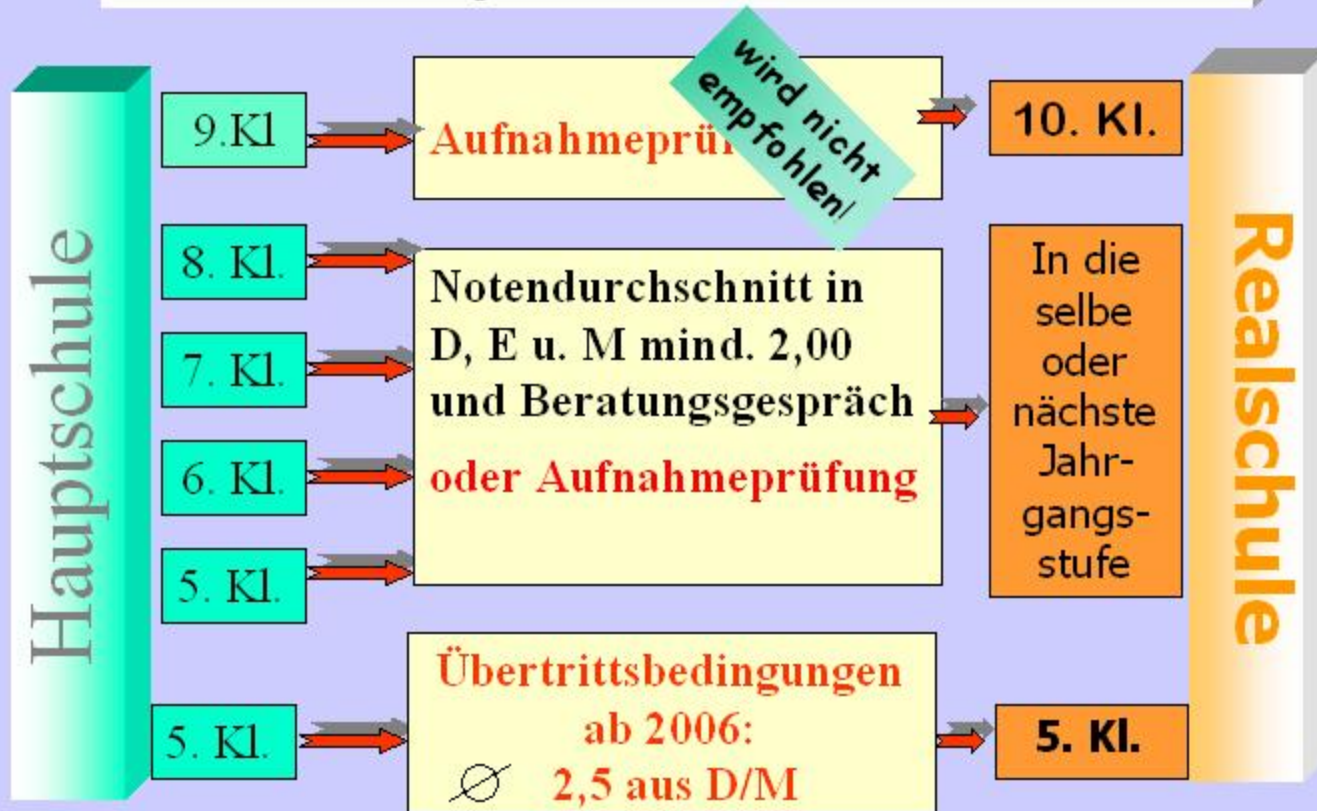 Hauptschule
9.Kl
Aufnahmeprü
wird nicht
empfohlen!
10. Kl.
8. Kl.
7. Kl.
6. Kl.
5. Kl.
Notendurchschnitt in
D, E u. M mind. 2,00
und Beratungsgespräch
oder Aufnahmeprüfung
In die
selbe
oder
nächste
Jahr-
gangs-
stufe
5. Kl.
Übertrittsbedingungen
ab 2006:
∅ 2,5 aus D/M
5. Kl.
Realschule